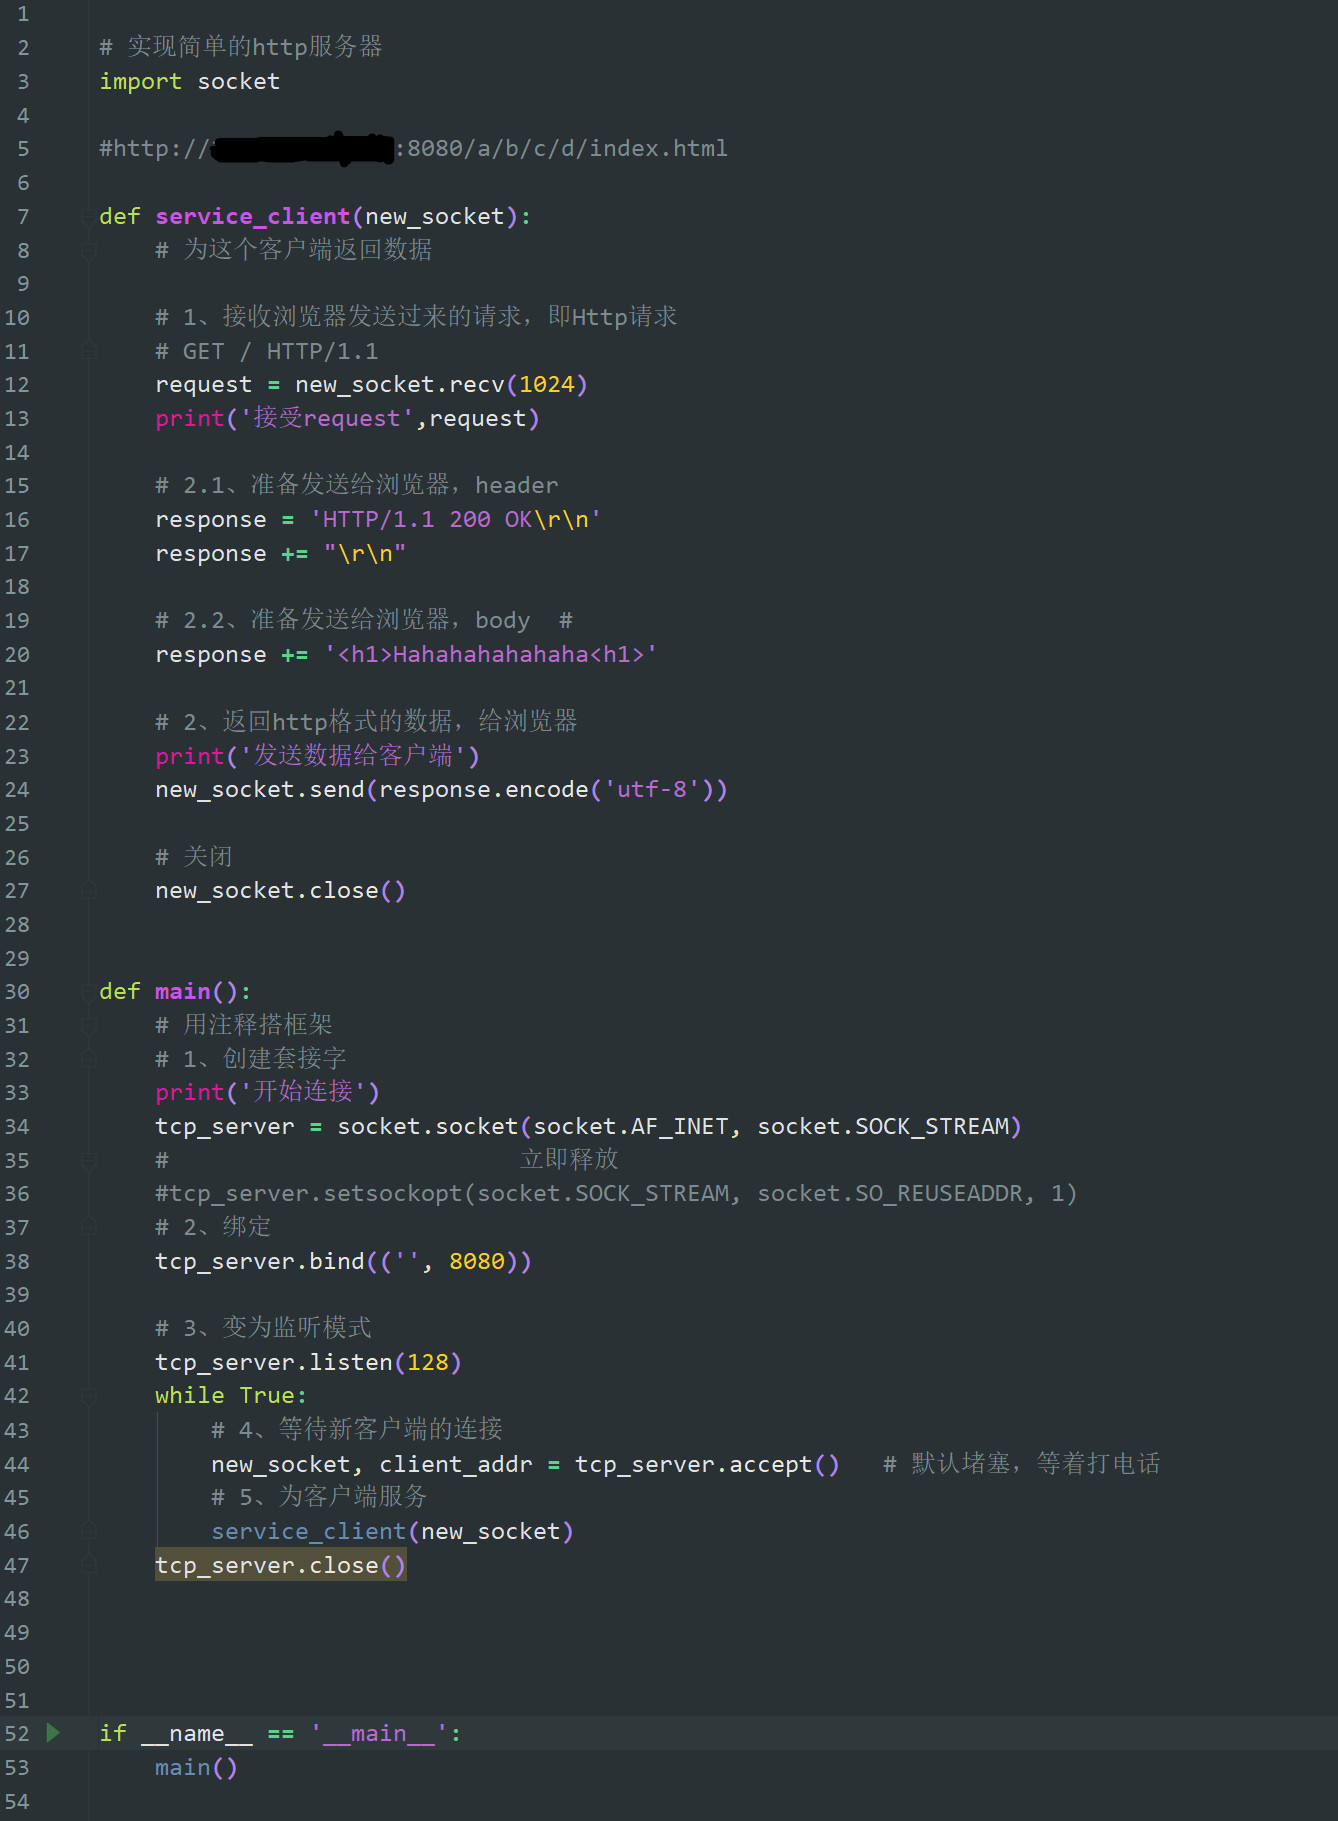 1
2 # 实现简单的http服务器
3 import socket
4
5 #http://:8080/a/b/c/d/index.html
6
7 def service_client(new_socket):
8 # 为这个客户端返回数据
9
10 # 1、接收浏览器发送过来的请求，即Http请求
11 # GET / HTTP/1.1
12 request = new_socket.recv(1024)
13 print('接受request',request)
14
15 # 2.1、准备发送给浏览器，header
16 response = 'HTTP/1.1 200 OK\r\n'
17 response += "\r\n"
18
19 # 2.2、准备发送给浏览器，body  #
20 response += '<h1>Hahahahahahaha<h1>'
21
22 # 2、返回http格式的数据，给浏览器
23 print('发送数据给客户端')
24 new_socket.send(response.encode('utf-8'))
25
26 # 关闭
27 new_socket.close()
28
29
30 def main():
31 # 用注释搭框架
32 # 1、创建套接字
33 print('开始连接')
34 tcp_server = socket.socket(socket.AF_INET, socket.SOCK_STREAM)
35 # 立即释放
36 #tcp_server.setsockopt(socket.SOCK_STREAM, socket.SO_REUSEADDR, 1)
37 # 2、绑定
38 tcp_server.bind(('', 8080))
39
40 # 3、变为监听模式
41 tcp_server.listen(128)
42 while True:
43 # 4、等待新客户端的连接
44 new_socket, client_addr = tcp_server.accept()   # 默认堵塞，等着打电话
45 # 5、为客户端服务
46 service_client(new_socket)
47 tcp_server.close()
48
49
50
51
52 if __name__ == '__main__':
53 main()
54